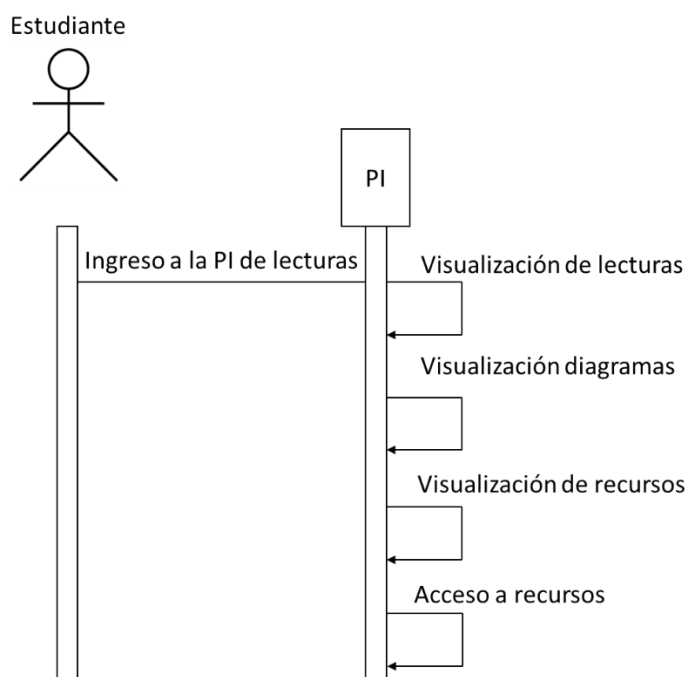 Estudiante
PI
Ingreso a la PI de lecturas
Visualización de lecturas
Visualización diagramas
Visualización de recursos
Acceso a recursos